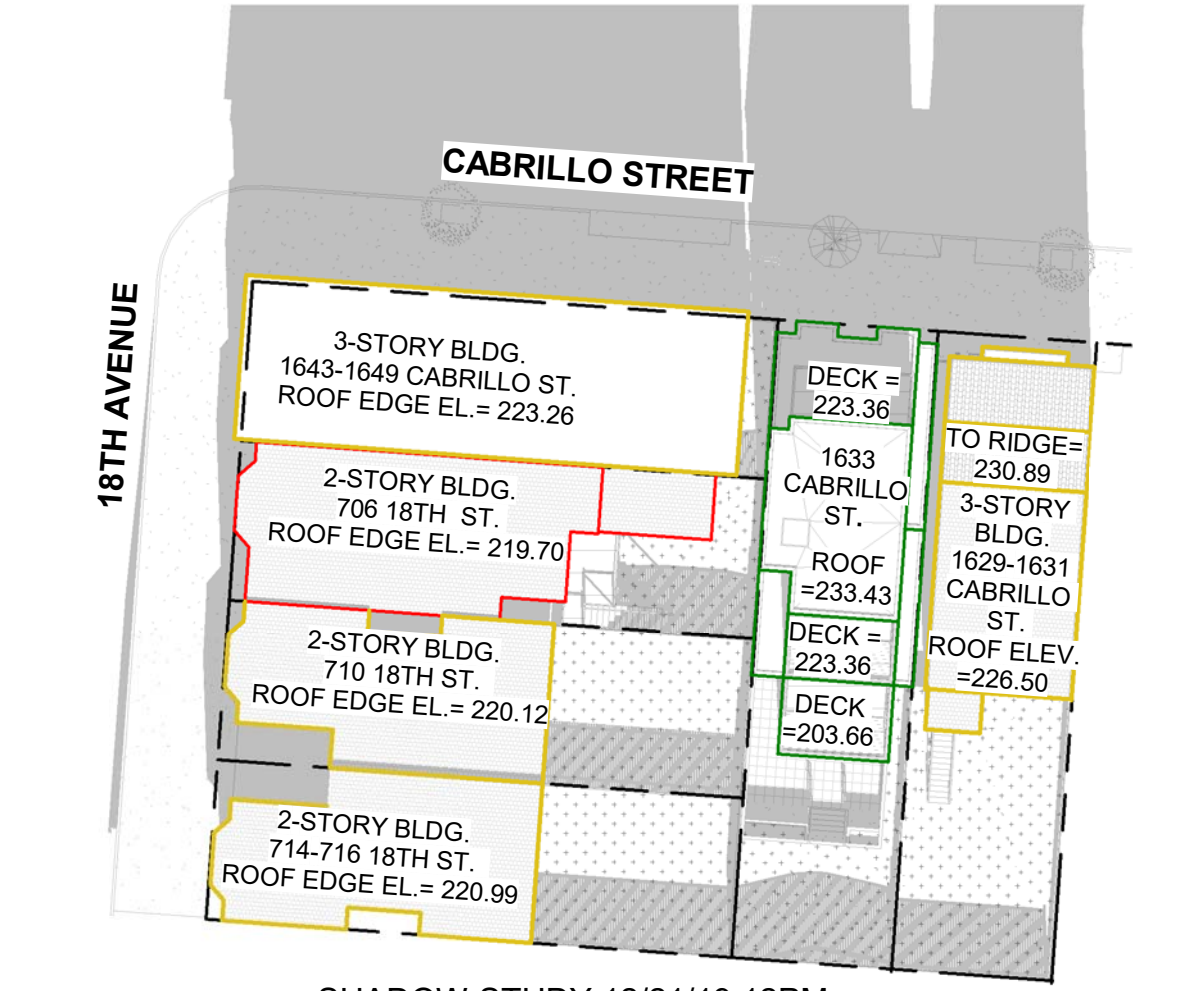 CABRILLO STREET
18TH AVENUE
3-STORY BLDG.
1643-1649 CABRILLO ST.
ROOF EDGE EL.= 223.26
2-STORY BLDG.
706 18TH ST.
ROOF EDGE EL.= 219.70
2-STORY BLDG.
710 18TH ST.
ROOF EDGE EL.= 220.12
2-STORY BLDG.
714-716 18TH ST.
ROOF EDGE EL.= 220.99
DECK =
223.36
1633
CABRILLO
ST.
ROOF
=233.43
DECK =
223.36
DECK
=203.66
TO RIDGE=
230.89
3-STORY
BLDG.
1629-1631
CABRILLO
ST.
ROOF ELEV.
=226.50